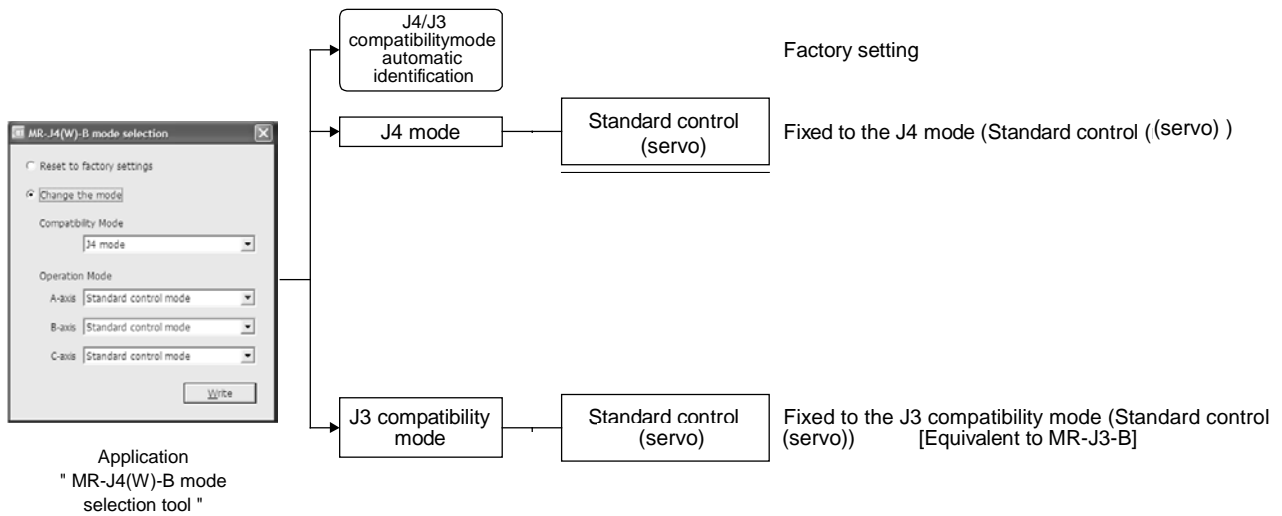 J4/J3
compatibilitymode
automatic
identification
Factory setting
MR-J4(W)-B mode selection
Reset to factory settings
Change the mode
Compatibility Mode
J4 mode
Operation Mode
A-axis Standard control mode
B-axis Standard control mode
C-axis Standard control mode
Write
Application
" MR-J4(W)-B mode
selection tool "
J4 mode
Standard control
(servo)
Fixed to the J4 mode (Standard control ((servo) )
J3 compatibility
mode
Standard control
(servo)
Fixed to the J3 compatibility mode (Standard control
(servo)) [Equivalent to MR-J3-B]